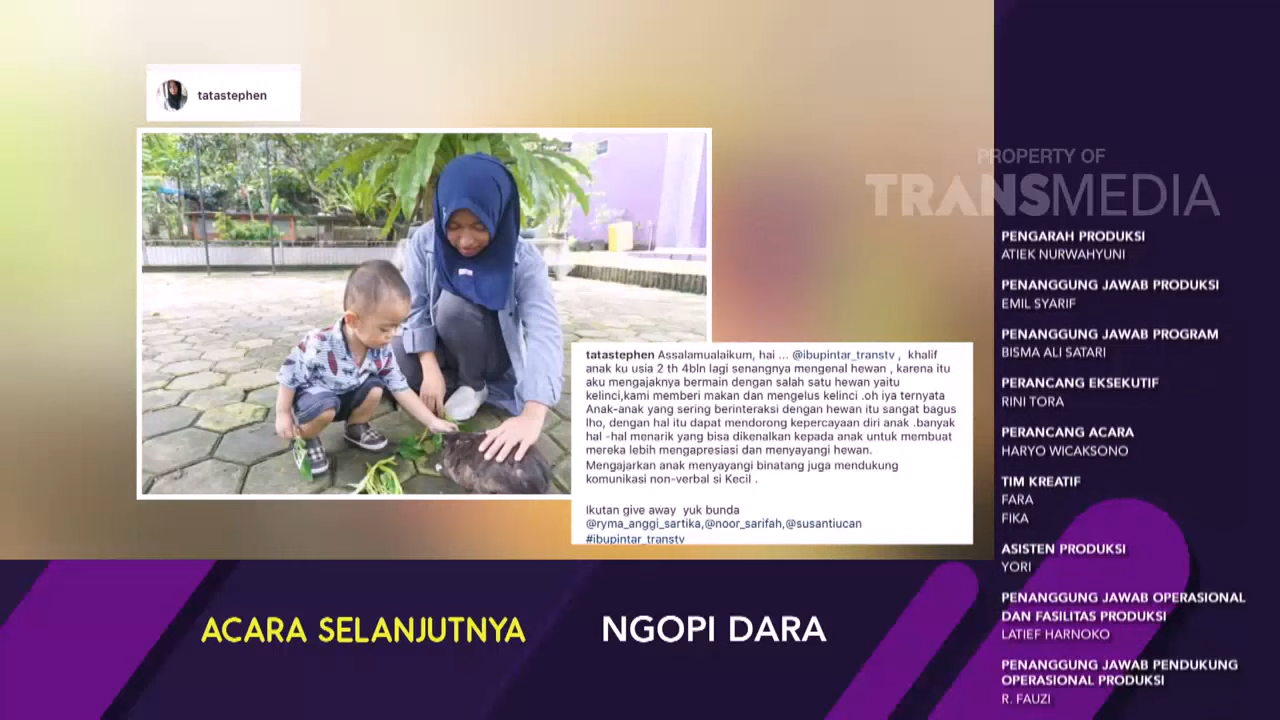 tatastephen
tatastephen Assalamualaikum, hai ... @ibupintar_transtv , khalif
anak ku usia 2 th 4bln lagi senangnya mengenal hewan , karena itu
aku mengajaknya bermain dengan salah satu hewan yaitu
kelinci,kami memberi makan dan mengelus kelinci .oh iya ternyata
Anak-anak yang sering berinteraksi dengan hewan itu sangat bagus
lho, dengan hal itu dapat mendorong kepercayaan diri anak .banyak
hal -hal menarik yang bisa dikenalkan kepada anak untuk membuat
mereka lebih mengapresiasi dan menyayangi hewan.
Mengajarkan anak menyayangi binatang juga mendukung
komunikasi non-verbal si Kecil .
Ikutan give away yuk bunda
@ryma_anggi_sartika,@noor_sarifah,@susantiucan
#ibupintar_transtv
ACARA SELANJUTNYA
NGOPI DARA
PROPERTY OF
TRANSMEDIA
PENGARAH PRODUKSI
ATIEK NURWAHYUNI
PENANGGUNG JAWAB PRODUKSI
EMIL SYARIF
PENANGGUNG JAWAB PROGRAM
BISMA ALI SATARI
PERANCANG EKSEKUTIF
RINI TORA
PERANCANG ACARA
HARYO WICAKSONO
TIM KREATIF
FARA
FIKA
ASISTEN PRODUKSI
YORI
PENANGGUNG JAWAB OPERASIONAL
DAN FASILITAS PRODUKSI
LATIEF HARNOKO
PENANGGUNG JAWAB PENDUKUNG
OPERASIONAL PRODUKSI
R. FAUZI